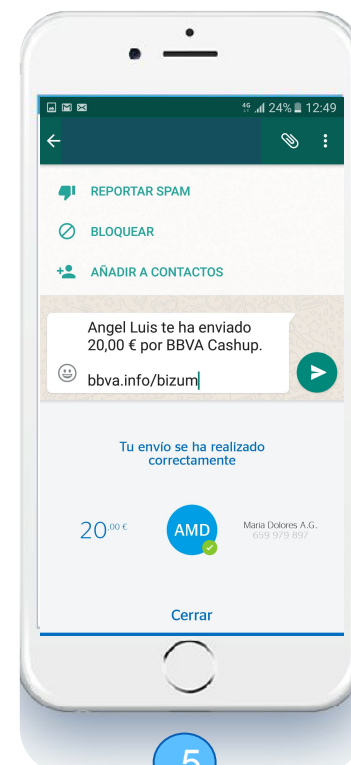 4G 24% 12:49
REPORTAR SPAM
BLOQUEAR
AÑADIR A CONTACTOS
Angel Luis te ha enviado
20,00 € por BBVA Cashup.
bbva.info/bizum
Tu envío se ha realizado
correctamente
20,00 € AMD Maria Dolores A.G.
659 979 897
Cerrar
5